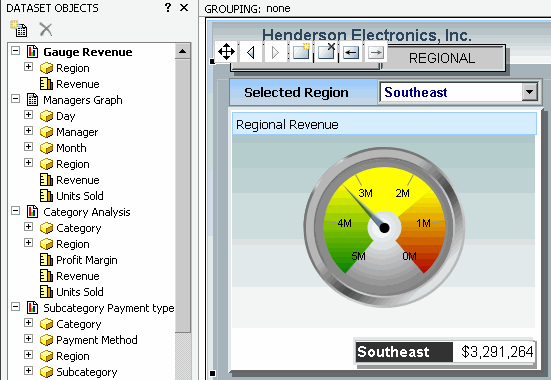 DATASET OBJECTS ? ×
Gauge Revenue
Region
Revenue
Managers Graph
Day
Manager
Month
Region
Revenue
Units Sold
Category Analysis
Category
Region
Profit Margin
Revenue
Units Sold
Subcategory Payment type
Category
Payment Method
Region
Subcategory
GROUPING: none
Henderson Electronics, Inc.
REGIONAL
Selected Region Southeast
Regional Revenue
3M 2M
4M 1M
5M 0M
Southeast $3,291,264